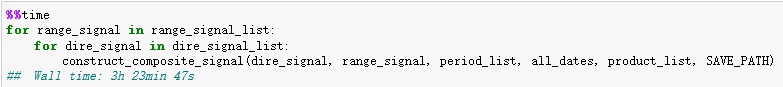 %%time
for range_signal in range_signal_list:
    for dire_signal in dire_signal_list:
        construct_composite_signal(dire_signal, range_signal, period_list, all_dates, product_list, SAVE_PATH)
##  Wall time: 3h 23min 47s